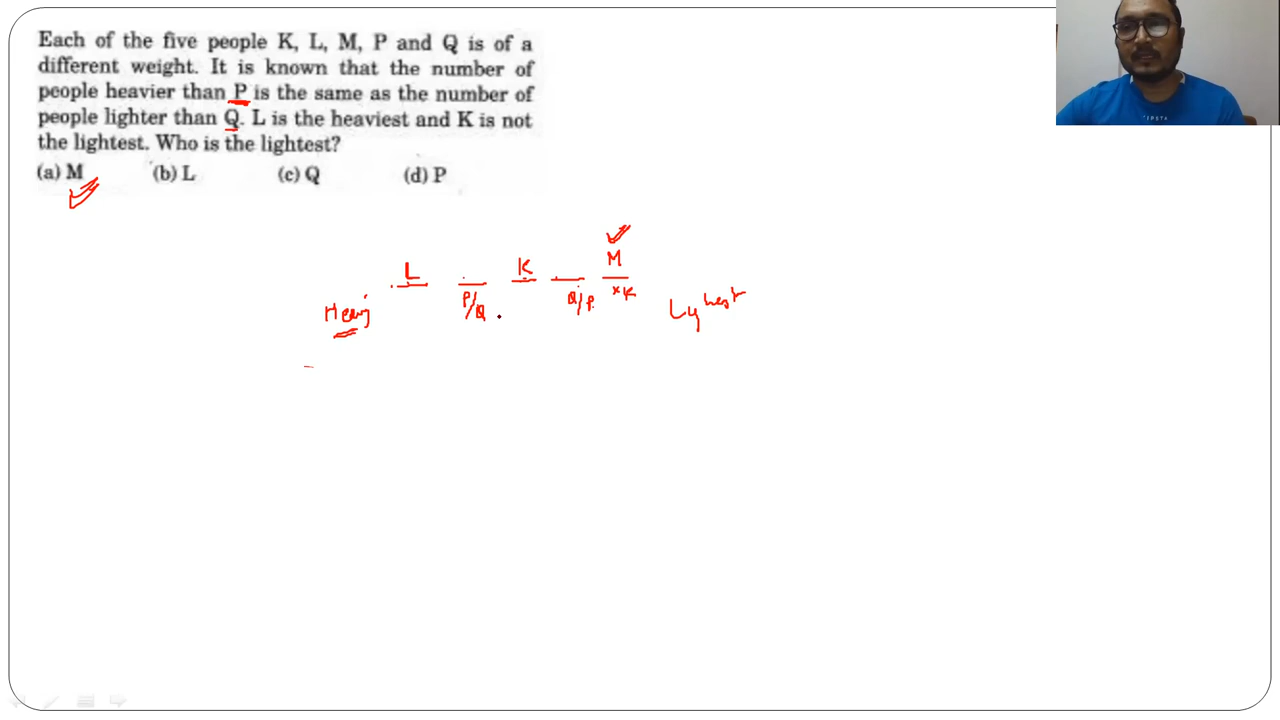 Each of the five people K, L, M, P and Q is of a
different weight. It is known that the number of
people heavier than P is the same as the number of
people lighter than Q. L is the heaviest and K is not
the lightest. Who is the lightest?
(a) M (b) L (c) Q (d) P
L K M
P/Q Q/P. ×K